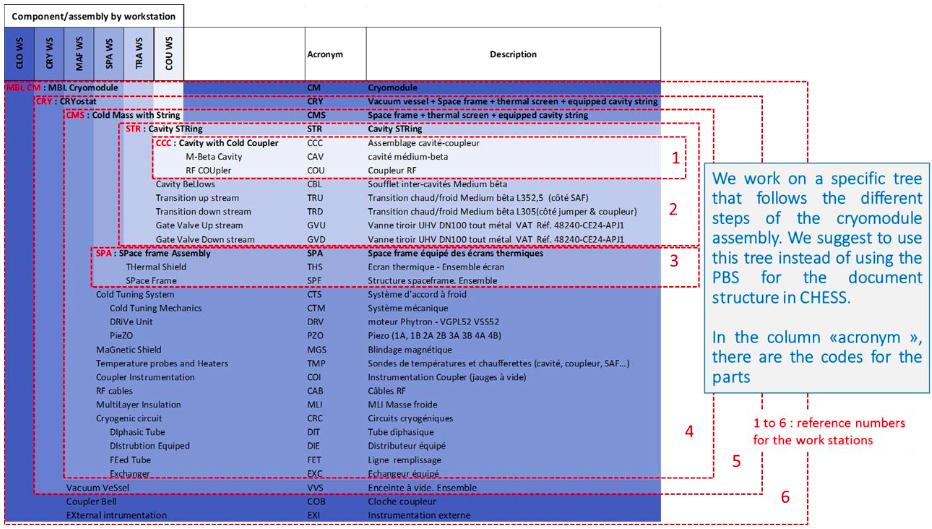 Component/assembly by workstation
CLO WS CRY WS MAF WS SPA WS TRA WS COU WS Acronym Description
MBL CM : MBL Cryomodule CM Cryomodule
CRY : CRYostat CRY Vacuum vessel + Space frame + thermal screen + equipped cavity string
CMS : Cold Mass with String CMS Space frame + thermal screen + equipped cavity string
STR : Cavity STRing STR Cavity STRing
CCC : Cavity with Cold Coupler CCC Assemblage cavité-coupleur
M-Beta Cavity CAV cavité médium-beta
RF COUpler COU Coupleur RF
1
Cavity BeLlows CBL Soufflet inter-cavités Medium bêta
Transition up stream TRU Transition chaud/froid Medium bêta L352,5 (côté SAF)
Transition down stream TRD Transition chaud/froid Medium bêta L305(côté jumper & coupleur)
2
Gate Valve Up stream GVU Vanne tiroir UHV DN100 tout métal VAT Réf. 48240-CE24-APJ1
Gate Valve Down stream GVD Vanne tiroir UHV DN100 tout métal VAT Réf. 48240-CE24-APJ1
SPA : SPace frame Assembly SPA Space frame équipé des écrans thermiques
THermal Shield THS Ecran thermique - Ensemble écran
3
SPace Frame SPF Structure spaceframe. Ensemble
Cold Tuning System CTS Système d'accord à froid
Cold Tuning Mechanics CTM Système mécanique
DRiVe Unit DRV moteur Phytron - VGPL52 VSS52
PieZO PZO Piezo (1A, 1B 2A 2B 3A 3B 4A 4B)
MaGnetic Shield MGS Blindage magnétique
Temperature probes and Heaters TMP Sondes de températures et chaufferettes (cavité, coupleur, SAF...)
Coupler Instrumentation COI Instrumentation Coupler (jauges à vide)
RF cables CAB Câbles RF
MultiLayer Insulation MLI MLI Masse froide
Cryogenic circuit CRC Circuits cryogéniques
DIphasic Tube DIT Tube diphasique
DIstrubtion Equiped DIE Distributeur équipé
FEed Tube FET Ligne remplissage
Exchanger EXC Echangeur équipé
4
5
Vacuum VeSsel VVS Enceinte à vide. Ensemble
Coupler Bell COB Cloche coupleur
EXternal intrumentation EXI Instrumentation externe
6
We work on a specific tree
that follows the different
steps of the cryomodule
assembly. We suggest to use
this tree instead of using the
PBS for the document
structure in CHESS.
In the column «acronym »,
there are the codes for the
parts
1 to 6 : reference numbers
for the work stations